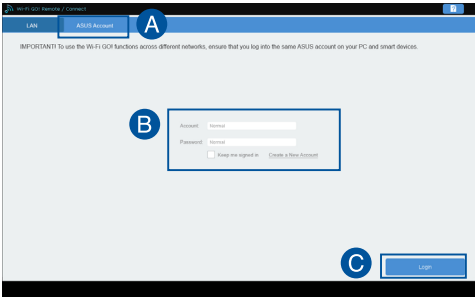 Wi-Fi GO! Remote / Connect
?
LAN
ASUS Account
A
IMPORTANT! To use the Wi-Fi GO! functions across different networks, ensure that you log into the same ASUS account on your PC and smart devices.
B
Account: Normal
Password: Normal
Keep me signed in Create a New Account
C
Login